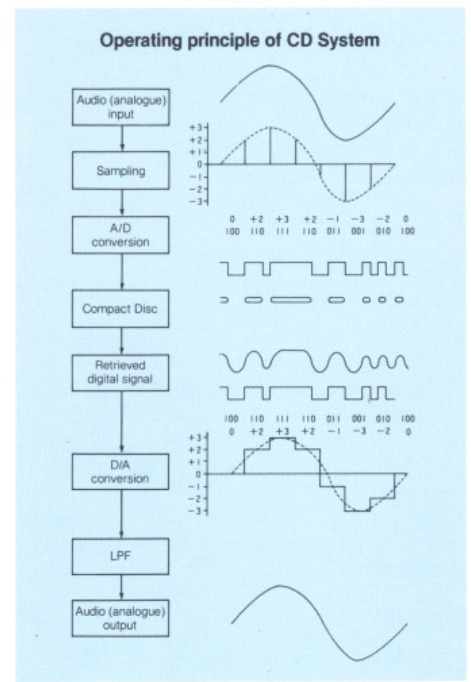 Operating principle of CD System
Audio (analogue)
input
+3
+2
+1
0
-1
-2
-3
Sampling
0 +2 +3 +2 -1 -3 -2 0
100 110 111 110 011 001 010 100
A/D
conversion
Compact Disc
Retrieved
digital signal
100 110 111 110 011 001 010 100
0 +2 +3 +2 -1 -3 -2 0
+3
+2
+1
0
-1
-2
-3
D/A
conversion
LPF
Audio (analogue)
output